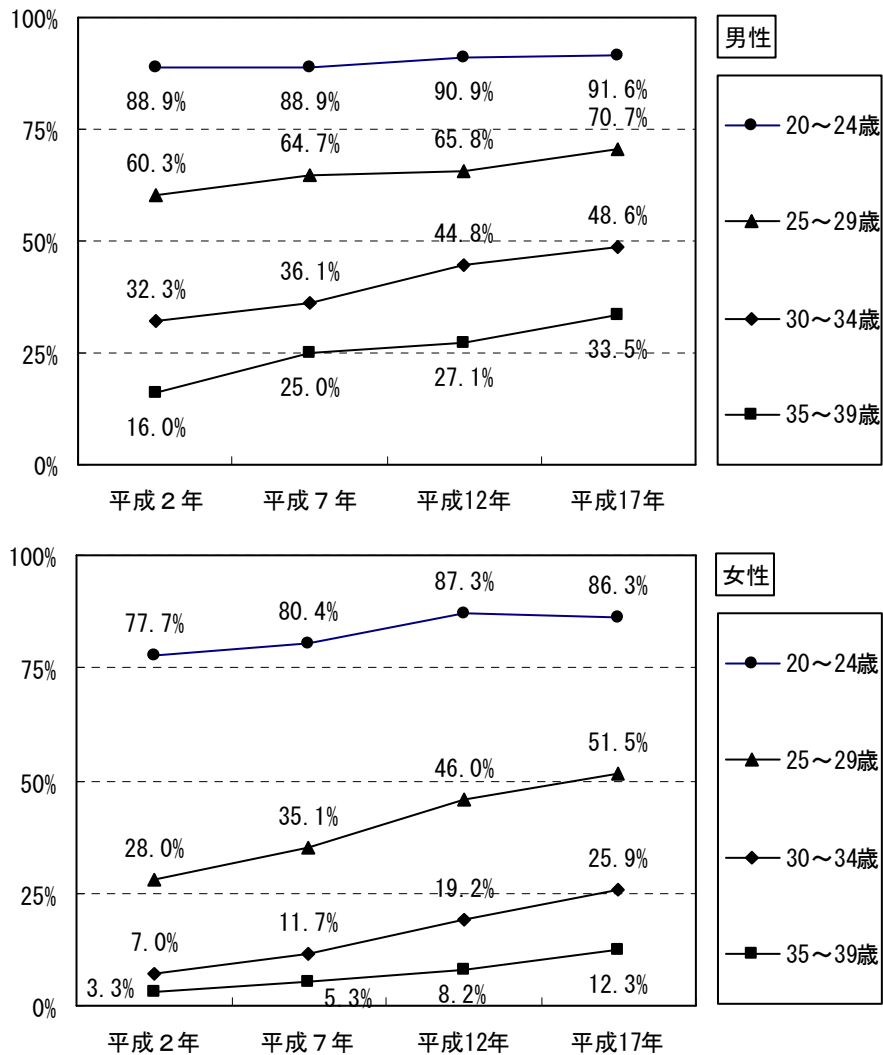 100%
男性
88.9%
88.9%
90.9%
91.6%
75%
60.3%
64.7%
65.8%
70.7%
50%
32.3%
36.1%
44.8%
48.6%
25%
16.0%
25.0%
27.1%
33.5%
0%
平成２年
平成７年
平成12年
平成17年
20～24歳
25～29歳
30～34歳
35～39歳
100%
女性
77.7%
80.4%
87.3%
86.3%
75%
50%
28.0%
35.1%
46.0%
51.5%
25%
7.0%
11.7%
19.2%
25.9%
3.3%
5.3%
8.2%
12.3%
0%
平成２年
平成７年
平成12年
平成17年
20～24歳
25～29歳
30～34歳
35～39歳